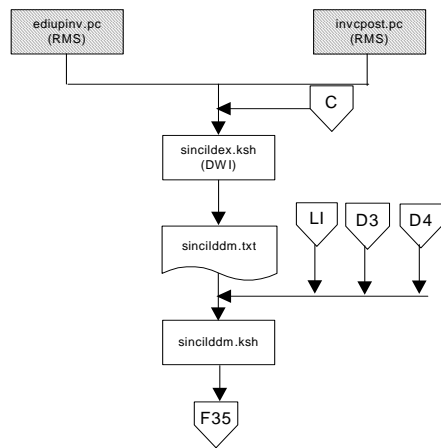 ediupinv.pc
(RMS)
invcpost.pc
(RMS)
C
sincildex.ksh
(DWI)
LI
D3
D4
sincilddm.txt
sincilddm.ksh
F35